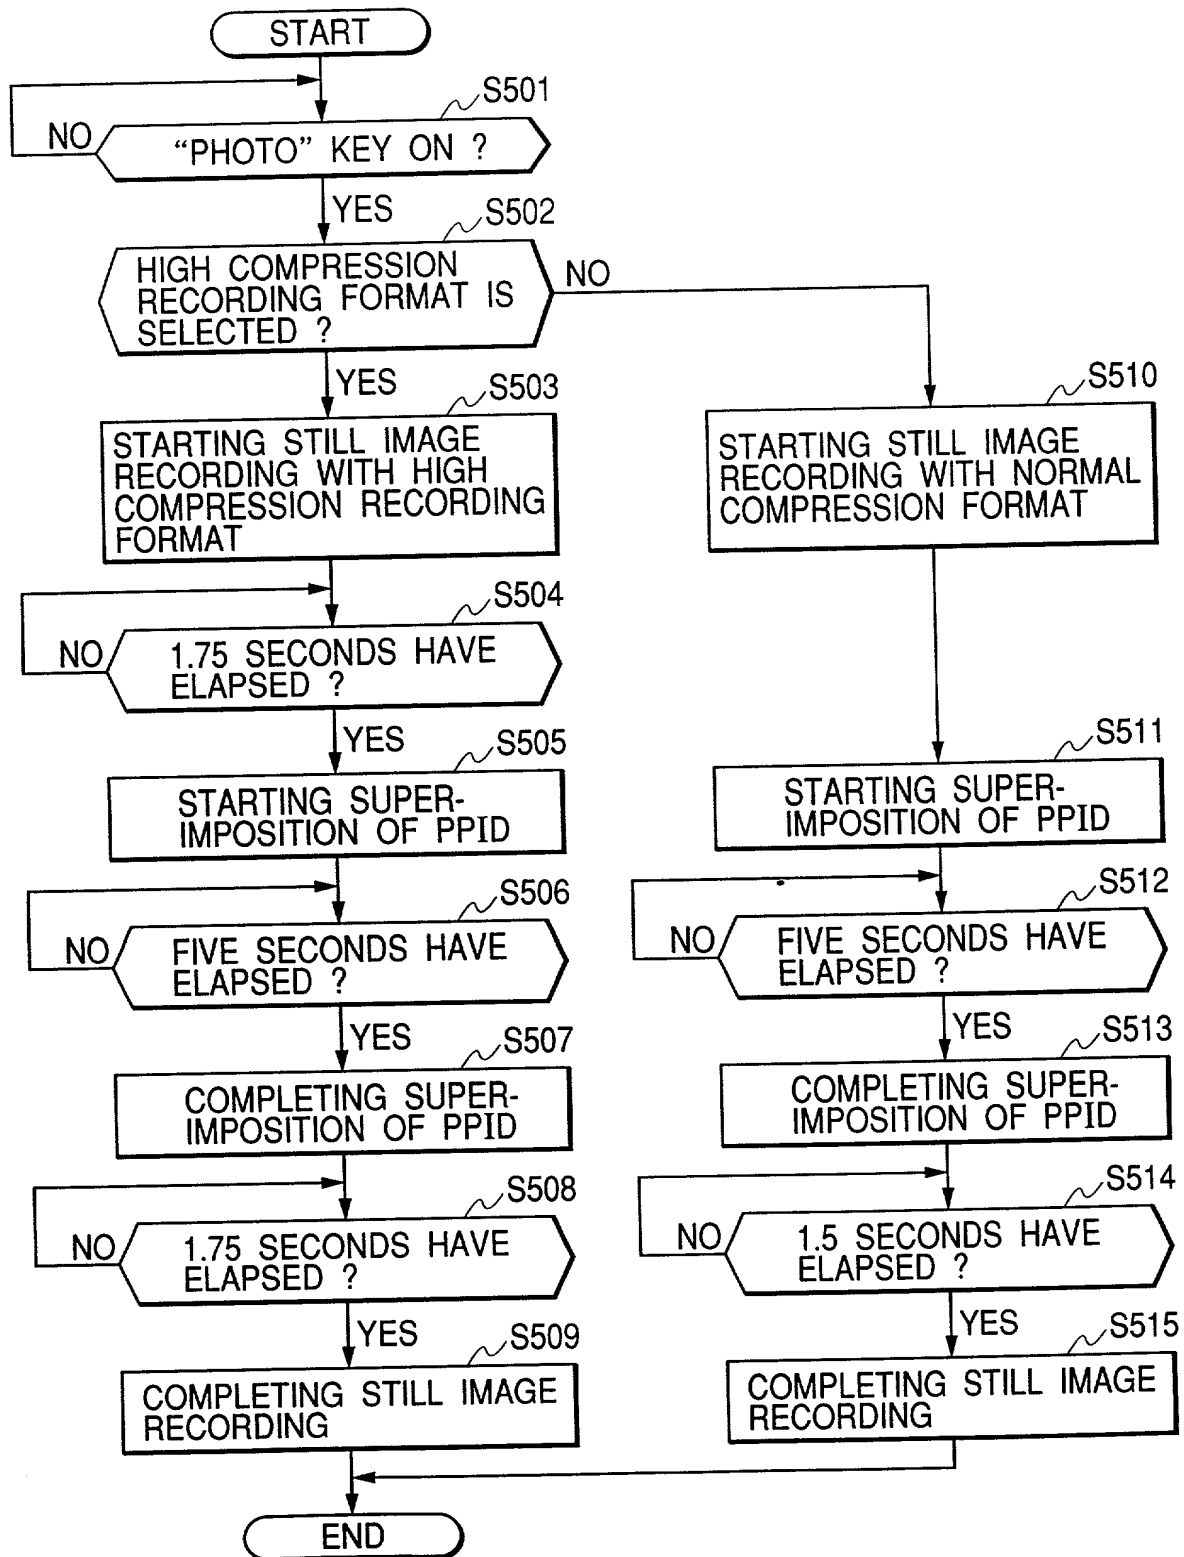 START
S501
NO
“PHOTO” KEY ON ?
YES
S502
HIGH COMPRESSION
RECORDING FORMAT IS
SELECTED ?
NO
YES
S503
STARTING STILL IMAGE
RECORDING WITH HIGH
COMPRESSION RECORDING
FORMAT
S504
NO
1.75 SECONDS HAVE
ELAPSED ?
YES
S505
STARTING SUPER-
IMPOSITION OF PPID
S506
NO
FIVE SECONDS HAVE
ELAPSED ?
YES
S507
COMPLETING SUPER-
IMPOSITION OF PPID
S508
NO
1.75 SECONDS HAVE
ELAPSED ?
YES
S509
COMPLETING STILL IMAGE
RECORDING
S510
STARTING STILL IMAGE
RECORDING WITH NORMAL
COMPRESSION FORMAT
S511
STARTING SUPER-
IMPOSITION OF PPID
S512
NO
FIVE SECONDS HAVE
ELAPSED ?
YES
S513
COMPLETING SUPER-
IMPOSITION OF PPID
S514
NO
1.5 SECONDS HAVE
ELAPSED ?
YES
S515
COMPLETING STILL IMAGE
RECORDING
END